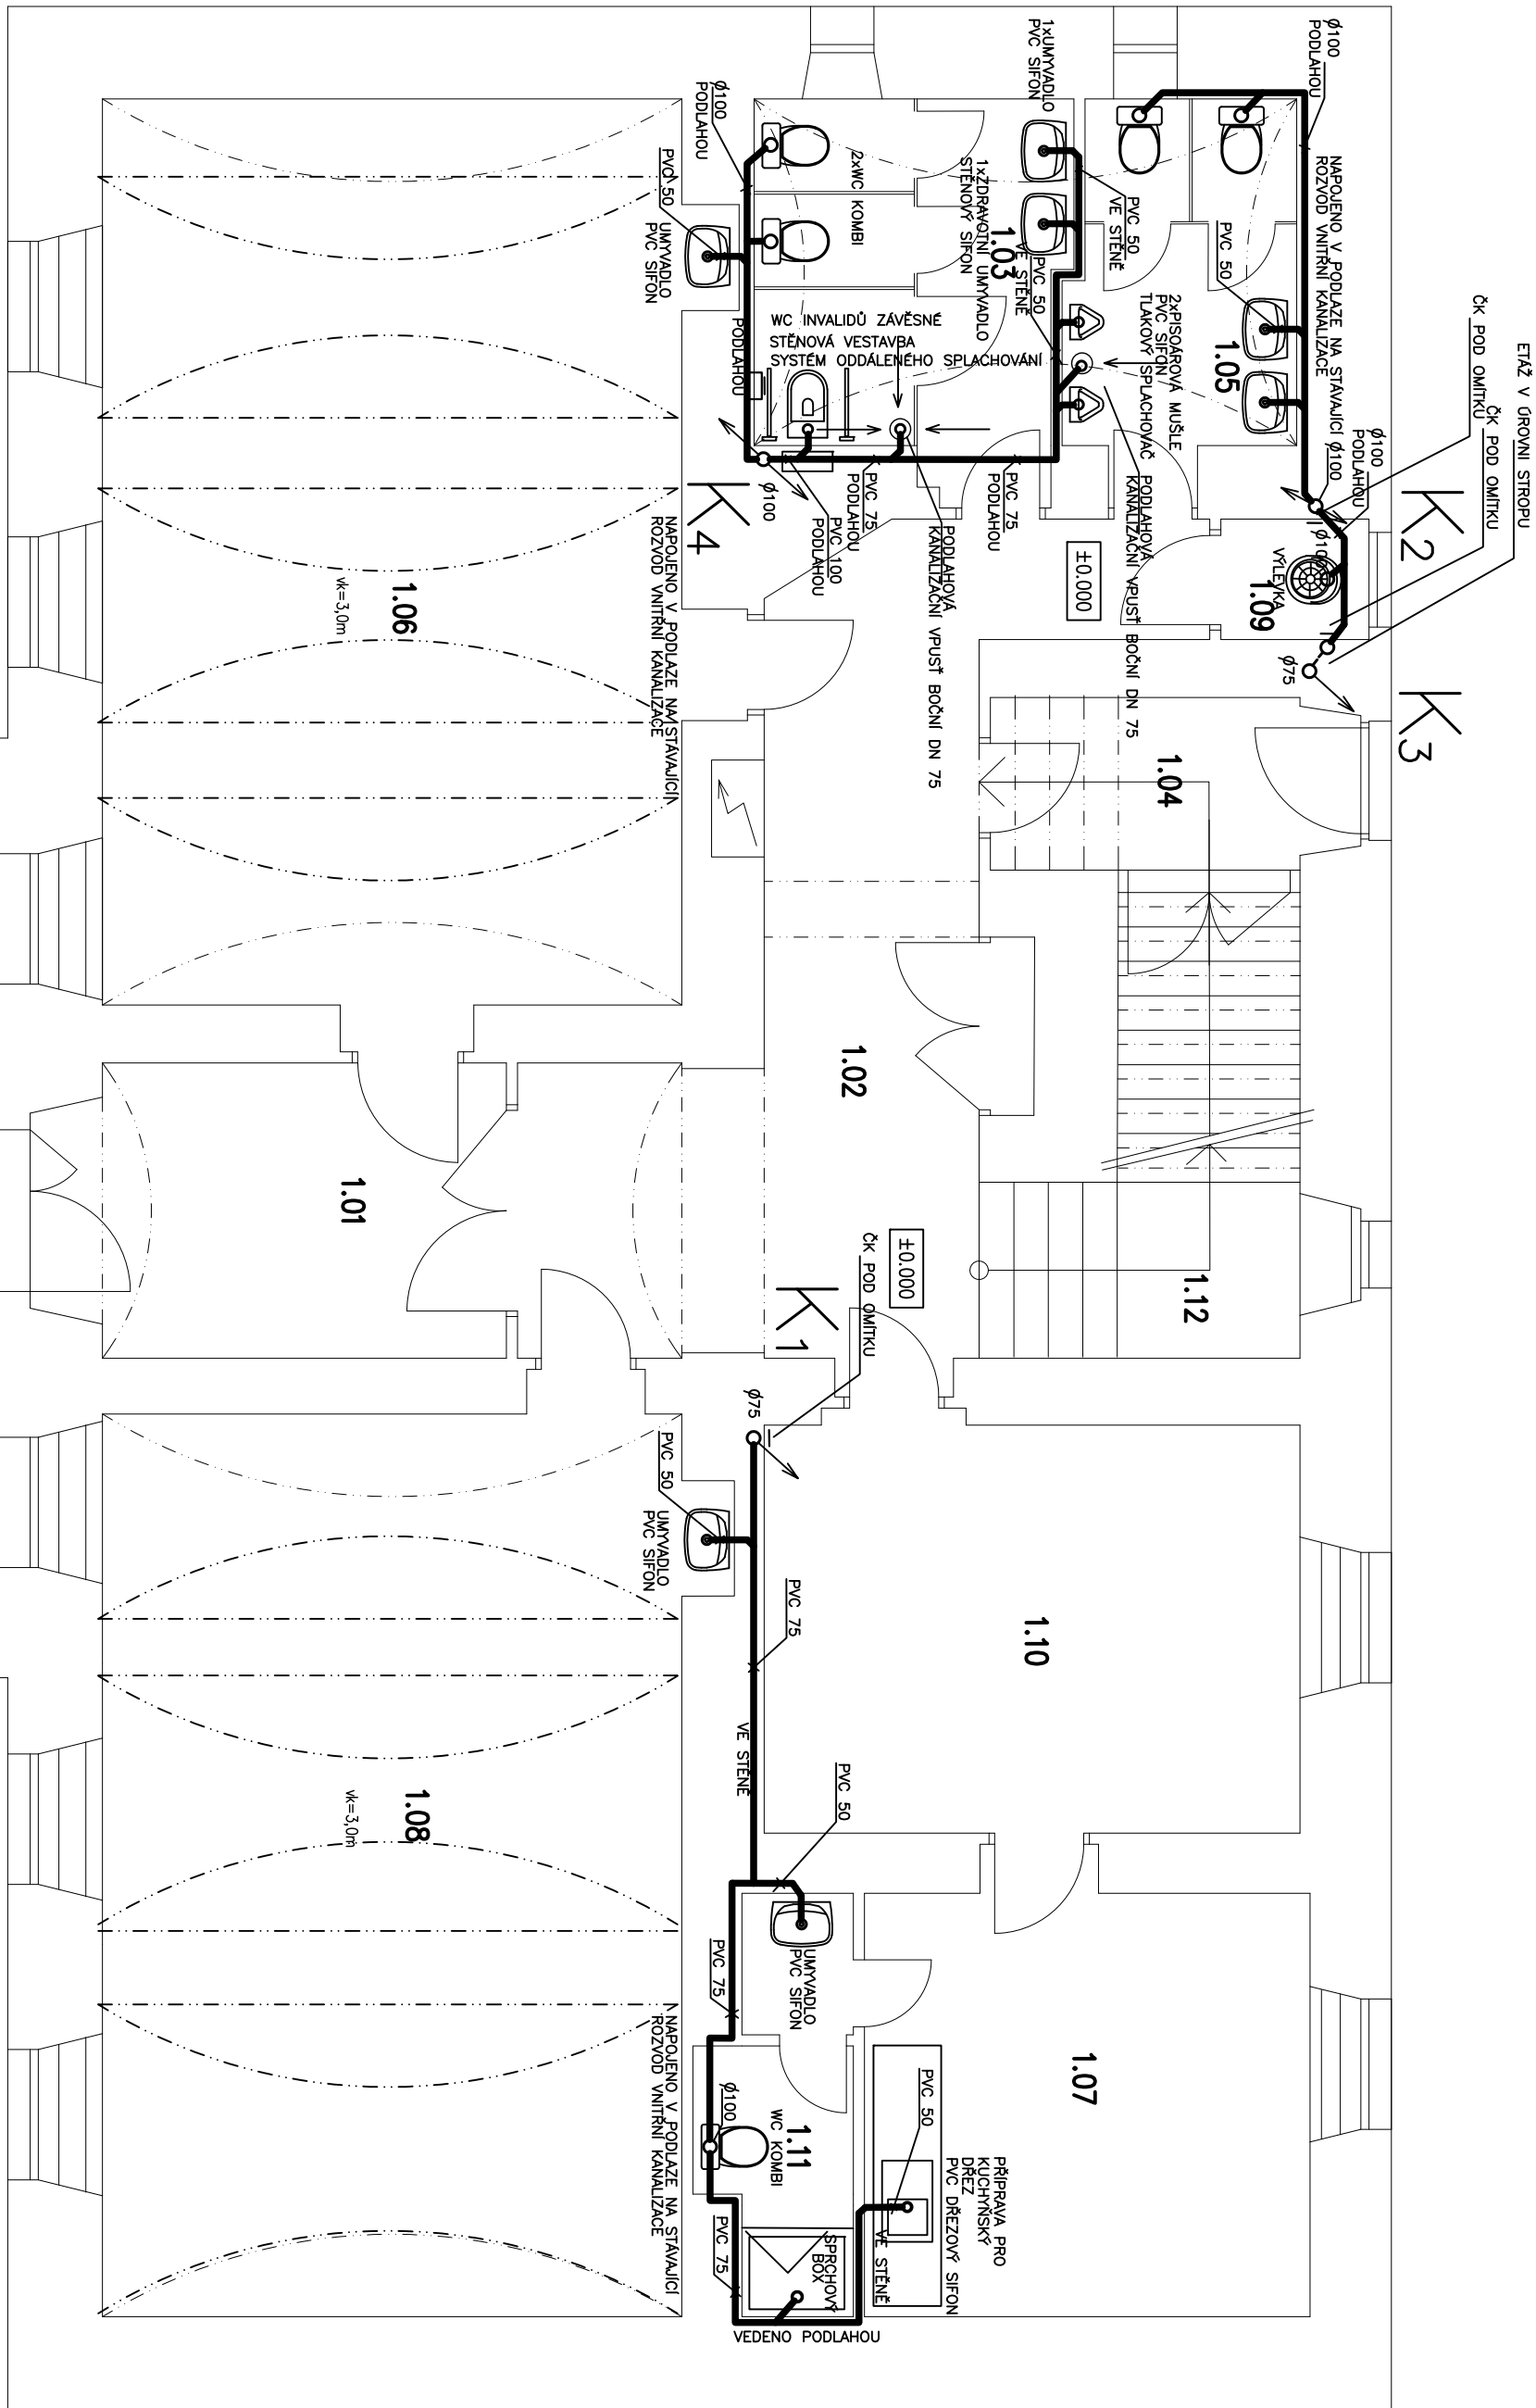 ETÁŽ V ÚROVNI STROPU
ČK POD OMÍTKU
ČK POD OMÍTKU
K2
K3
Ø100
PODLAHOU
NAPOJENO V PODLAZE NA STÁVAJÍCÍ
ROZVOD VNITŘNÍ KANALIZACE
Ø100
Ø100
PODLAHOU
Ø100
VÝLEVKA
1.09
Ø75
PVC 50
1.05
PVC 50
VE STĚNĚ
2xPISOÁROVÁ MUŠLE
PVC SIFON
TLAKOVÝ SPLACHOVAČ
PODLAHOVÁ
KANALIZAČNÍ VPUSŤ BOČNÍ DN 75
±0.000
1.04
1.12
1xUMYVADLO
PVC SIFON
1xZDRAVOTNÍ UMYVADLO
STĚNOVÝ SIFON
1.03
PVC 50
VE STĚNĚ
PVC 75
PODLAHOU
PODLAHOVÁ
KANALIZAČNÍ VPUSŤ BOČNÍ DN 75
2xWC KOMBI
WC INVALIDŮ ZÁVĚSNÉ
STĚNOVÁ VESTAVBA
SYSTÉM ODDÁLENÉHO SPLACHOVÁNÍ
PVC 75
PODLAHOU
PVC 100
PODLAHOU
Ø100
PODLAHOU
PODLAHOU
Ø100
K4
PVC 50
UMYVADLO
PVC SIFON
NAPOJENO V PODLAZE NA STÁVAJÍCÍ
ROZVOD VNITŘNÍ KANALIZACE
1.06
vk=3,0m
1.02
1.01
±0.000
ČK POD OMÍTKU
K1
Ø75
PVC 50
UMYVADLO
PVC SIFON
PVC 75
VE STĚNĚ
1.10
PVC 50
UMYVADLO
PVC SIFON
PVC 75
1.08
vk=3,0m
NAPOJENO V PODLAZE NA STÁVAJÍCÍ
ROZVOD VNITŘNÍ KANALIZACE
1.07
PVC 50
PŘÍPRAVA PRO
KUCHYŇSKÝ
DŘEZ
PVC DŘEZOVÝ SIFON
VE STĚNĚ
1.11
WC KOMBI
Ø100
PVC 75
SPRCHOVÝ
BOX
VEDENO PODLAHOU